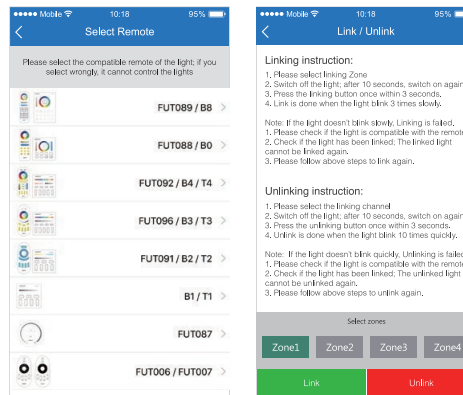 Mobile
10:18
95%
Select Remote
Please select the compatible remote of the light; if you
select wrongly, it cannot control the lights
FUT089 / B8
FUT088 / B0
FUT092 / B4 / T4
FUT096 / B3 / T3
FUT091 / B2 / T2
B1 / T1
FUT087
FUT006 / FUT007
Mobile
10:18
95%
Link / Unlink
Linking instruction:
1. Please select linking Zone
2. Switch off the light; after 10 seconds, switch on again
3. Press the linking button once within 3 seconds.
4. Link is done when the light blink 3 times slowly.
Note: If the light doesn't blink slowly, Linking is failed.
1. Please check if the light is compatible with the remote
2. Check if the light has been linked; The linked light
cannot be linked again.
3. Please follow above steps to link again.
Unlinking instruction:
1. Please select the linking channel
2. Switch off the light; after 10 seconds, switch on again
3. Press the unlinking button once within 3 seconds.
4. Unlink is done when the light blink 10 times quickly.
Note: If the light doesn't blink quickly, Unlinking is failed
1. Please check if the light is compatible with the remote
2. Check if the light has been linked; The unlinked light
cannot be unlinked again.
3. Please follow above steps to unlink again.
Select zones
Zone1 Zone2 Zone3 Zone4
Link Unlink